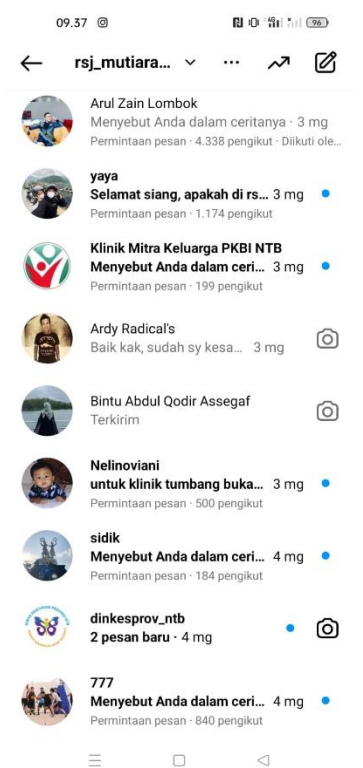 09.37
4G
96
rsj_mutiara...
Arul Zain Lombok
Menyebut Anda dalam ceritanya · 3 mg
Permintaan pesan · 4.338 pengikut · Diikuti ole...
yaya
Selamat siang, apakah di rs... 3 mg
Permintaan pesan · 1.174 pengikut
Klinik Mitra Keluarga PKBI NTB
Menyebut Anda dalam ceri... 3 mg
Permintaan pesan · 199 pengikut
Ardy Radical's
Baik kak, sudah sy kesa... 3 mg
Bintu Abdul Qodir Assegaf
Terkirim
Nelinoviani
untuk klinik tumbang buka... 3 mg
Permintaan pesan · 500 pengikut
sidik
Menyebut Anda dalam ceri... 4 mg
Permintaan pesan · 184 pengikut
dinkesprov_ntb
2 pesan baru · 4 mg
777
Menyebut Anda dalam ceri... 4 mg
Permintaan pesan · 840 pengikut